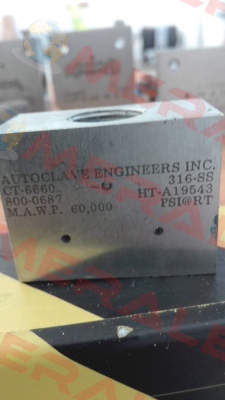 AUTOCLAVE ENGINEERS INC.
CT-6660 316-SS
800-0687 HT-A19543
M.A.W.P. 60,000 PSI@RT